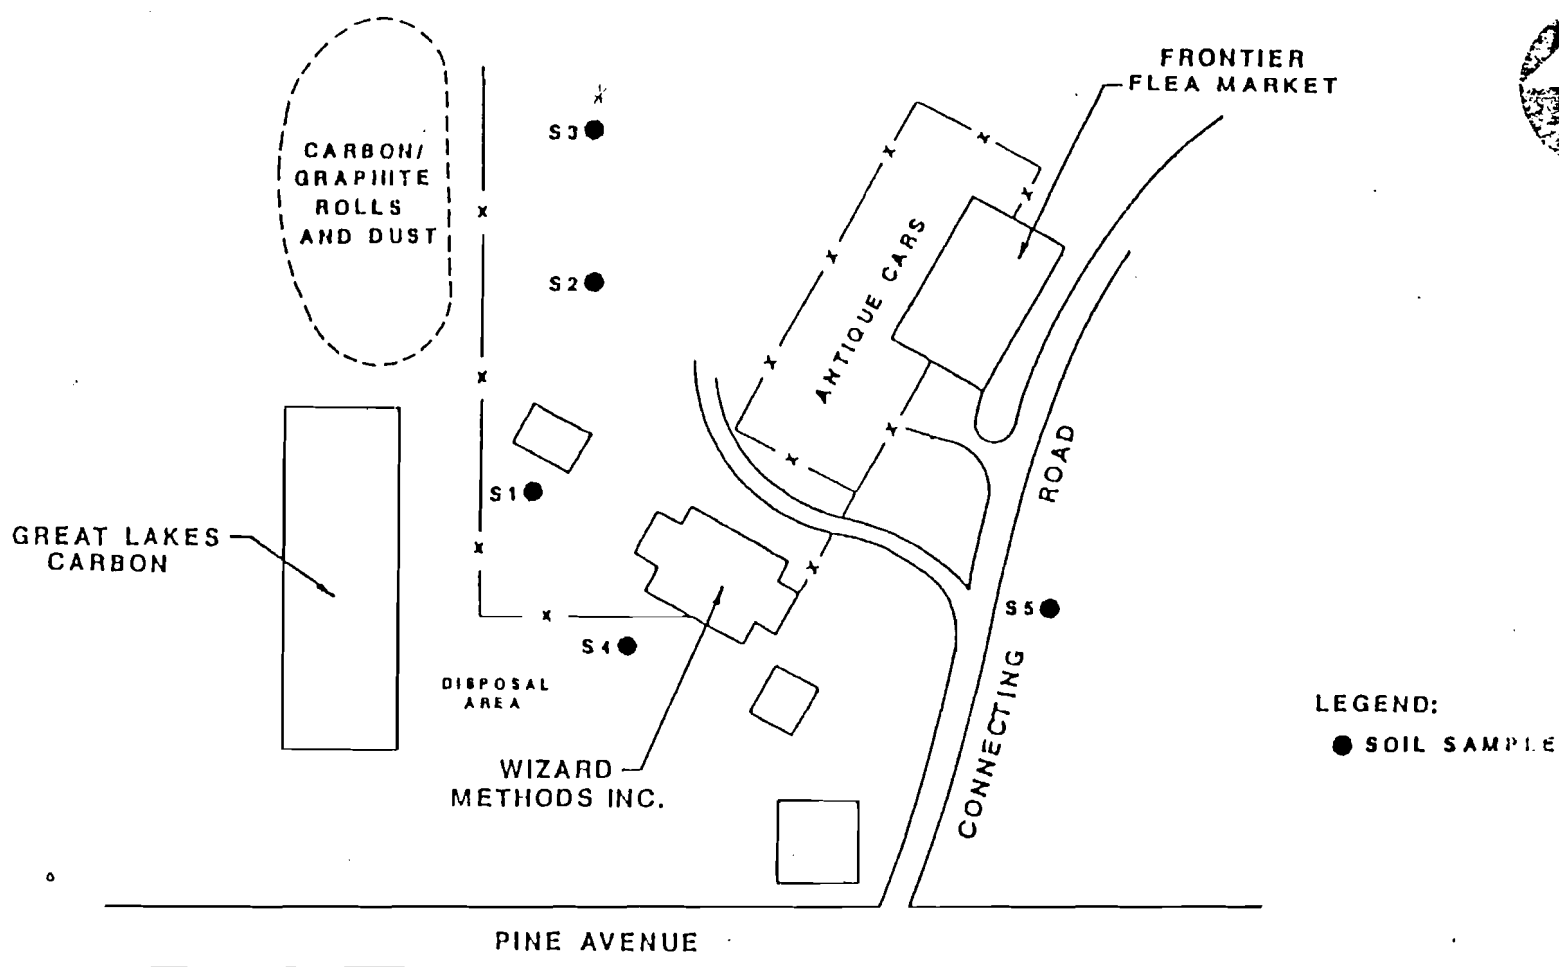 FRONTIER
FLEA MARKET
S3
CARBON/
GRAPHITE
ROLLS
AND DUST
S2
ANTIQUE CARS
S1
GREAT LAKES
CARBON
S4
DISPOSAL
AREA
S5
CONNECTING ROAD
WIZARD
METHODS INC.
LEGEND:
SOIL SAMPLE
PINE AVENUE